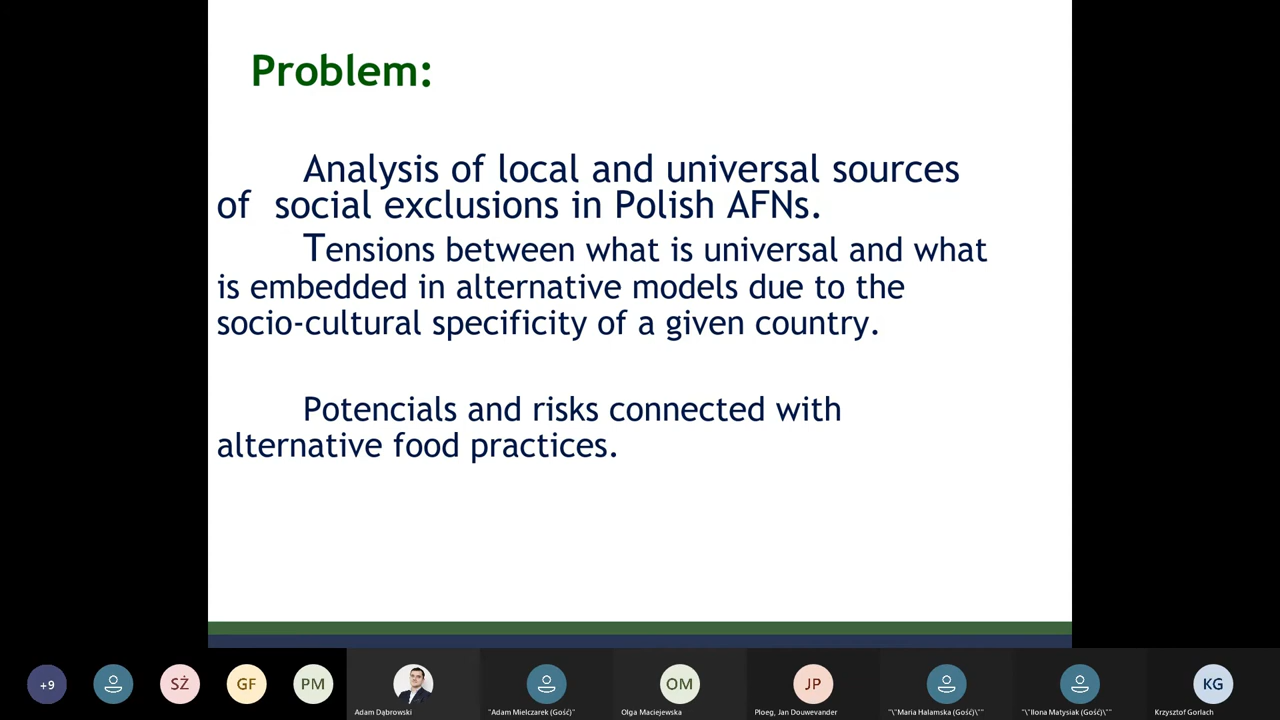 Problem:
Analysis of local and universal sources
of social exclusions in Polish AFNs.
Tensions between what is universal and what
is embedded in alternative models due to the
socio-cultural specificity of a given country.
Potencials and risks connected with
alternative food practices.
+9
SŻ
GF
PM
OM
JP
KG
Adam Dąbrowski
"Adam Mielczarek (Gość)"
Olga Maciejewska
Ploeg, Jan Douwevander
"\"Maria Halamska (Gość)\""
"\"Ilona Matysiak (Gość)\""
Krzysztof Gorlach